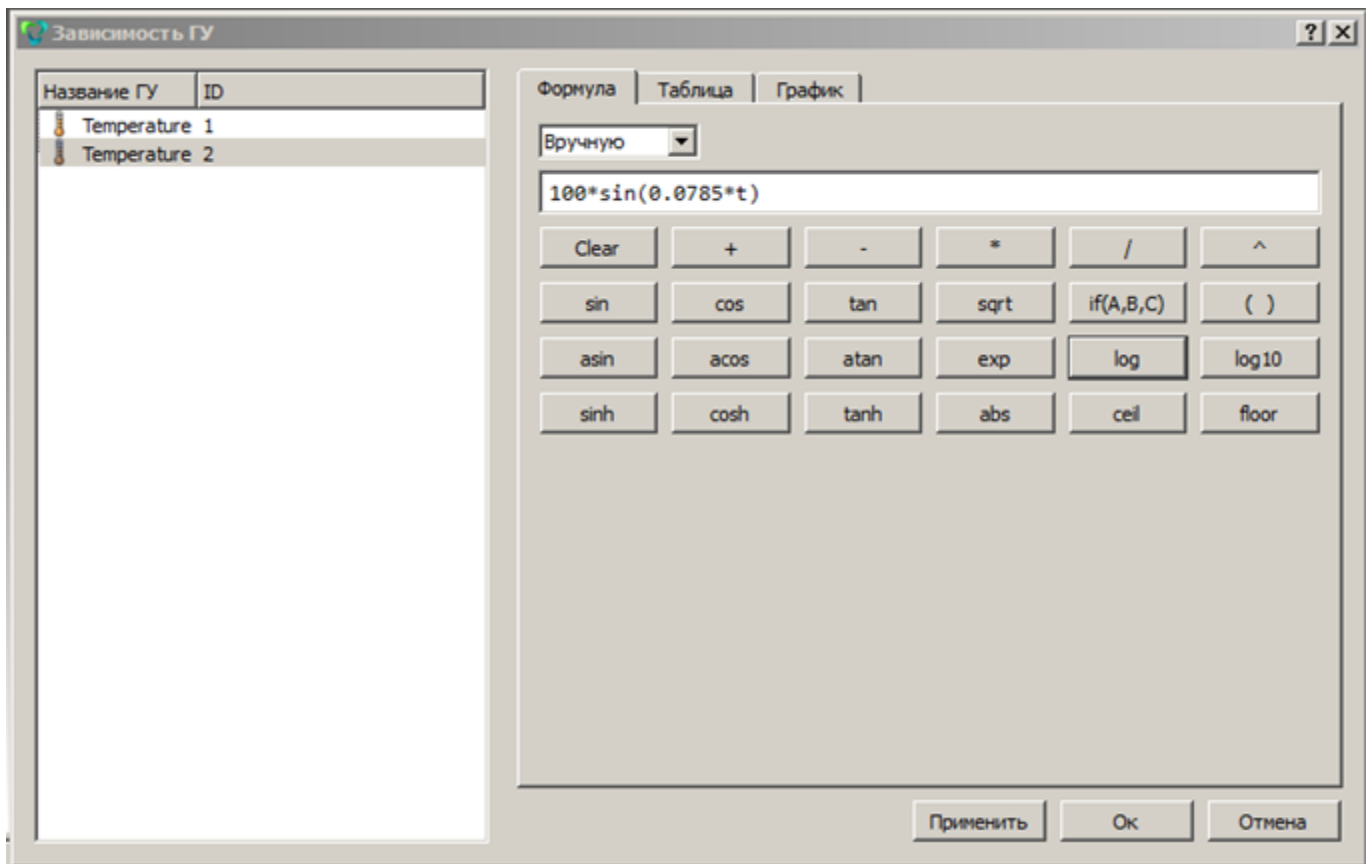 Зависимость ГУ ? X
Название ГУ ID
Temperature 1
Temperature 2
Формула Таблица График
Вручную
100*sin(0.0785*t)
Clear + - * / ^
sin cos tan sqrt if(A,B,C) ( )
asin acos atan exp log log10
sinh cosh tanh abs ceil floor
Применить Ок Отмена